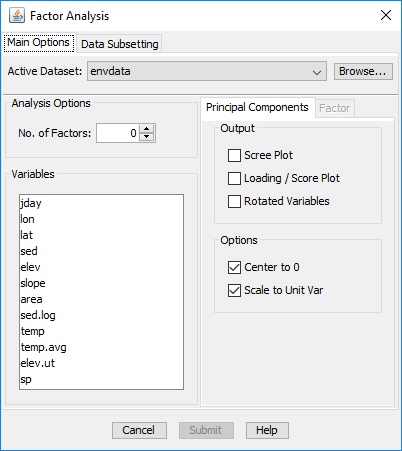 Factor Analysis
Main Options Data Subsetting
Active Dataset: envdata Browse...
Analysis Options
No. of Factors: 0
Variables
jday
lon
lat
sed
elev
slope
area
sed.log
temp
temp.avg
elev.ut
sp
Principal Components Factor
Output
Scree Plot
Loading / Score Plot
Rotated Variables
Options
Center to 0
Scale to Unit Var
Cancel Submit Help